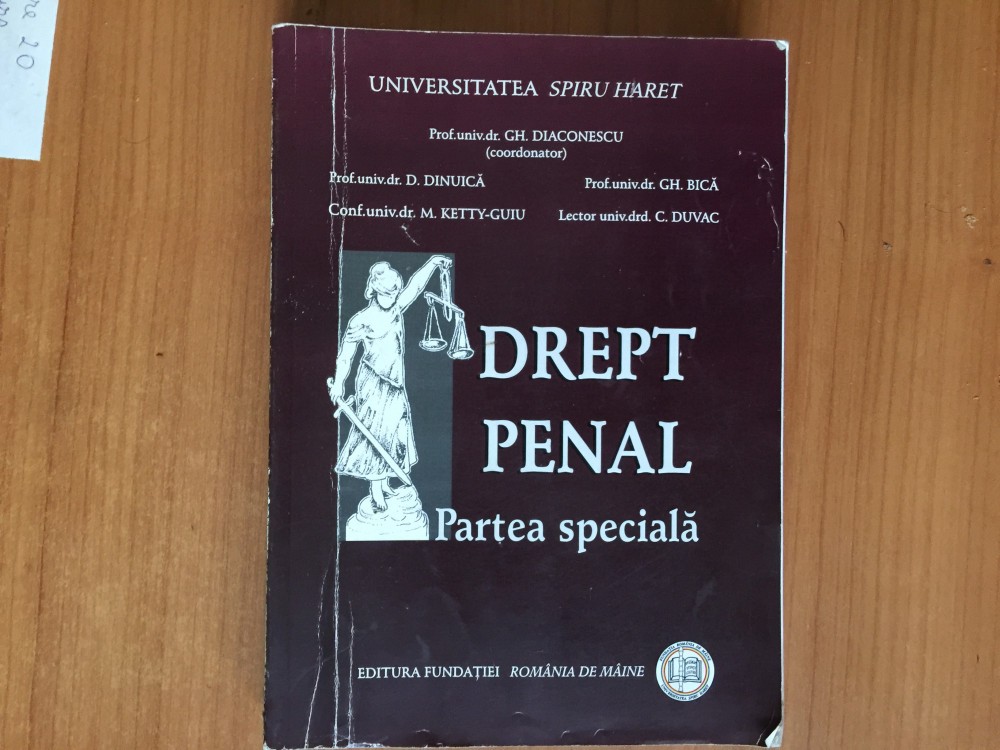 UNIVERSITATEA SPIRU HARET
Prof.univ.dr. GH. DIACONESCU
(coordonator)
Prof.univ.dr. D. DINUICĂ Prof.univ.dr. GH. BICĂ
Conf.univ.dr. M. KETTY-GUIU Lector univ.drd. C. DUVAC
DREPT
PENAL
Partea specială
EDITURA FUNDAȚIEI ROMÂNIA DE MÂINE
20